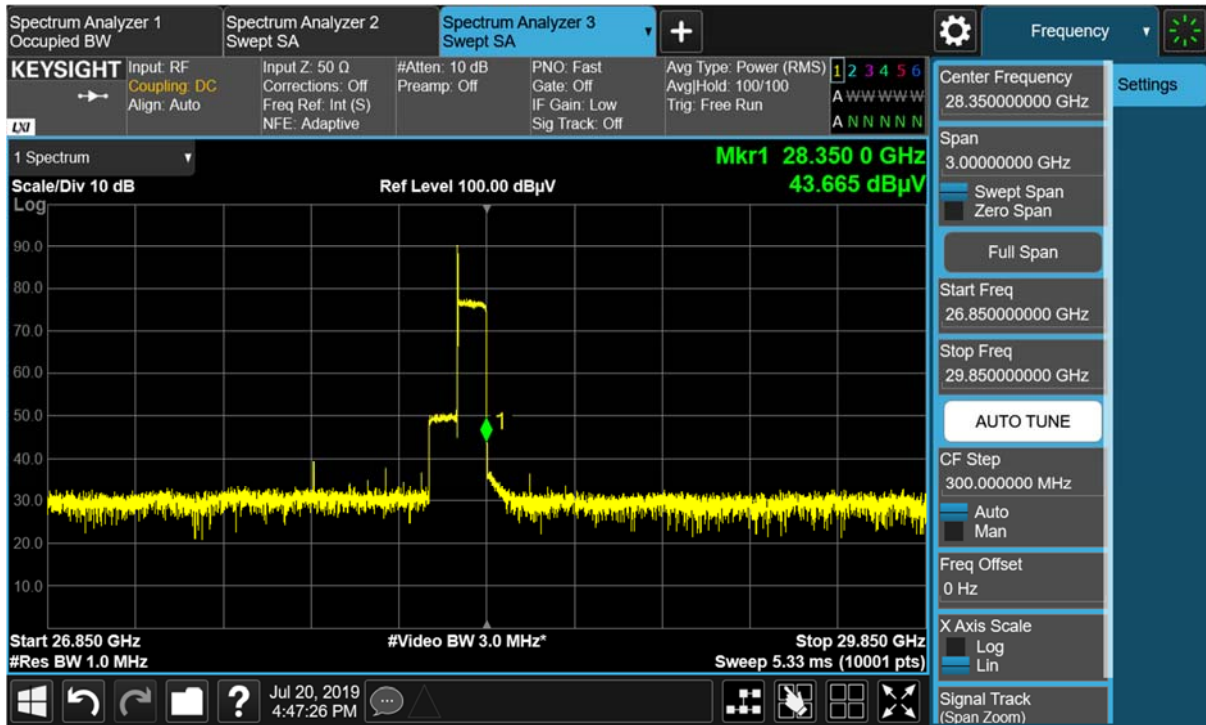 Spectrum Analyzer 1
Occupied BW
Spectrum Analyzer 2
Swept SA
Spectrum Analyzer 3
Swept SA
Frequency
KEYSIGHT
LXI
Input: RF
Coupling: DC
Align: Auto
Input Z: 50 Ω
Corrections: Off
Freq Ref: Int (S)
NFE: Adaptive
#Atten: 10 dB
Preamp: Off
PNO: Fast
Gate: Off
IF Gain: Low
Sig Track: Off
Avg Type: Power (RMS)
Avg|Hold: 100/100
Trig: Free Run
1 2 3 4 5 6
A W W W W W
A N N N N N
1 Spectrum
Mkr1 28.350 0 GHz
43.665 dBµV
Scale/Div 10 dB
Ref Level 100.00 dBµV
Log
90.0
80.0
70.0
60.0
50.0
40.0
30.0
20.0
10.0
1
Start 26.850 GHz
#Video BW 3.0 MHz*
Stop 29.850 GHz
#Res BW 1.0 MHz
Sweep 5.33 ms (10001 pts)
?
Jul 20, 2019
4:47:26 PM
Center Frequency
28.350000000 GHz
Settings
Span
3.00000000 GHz
Swept Span
Zero Span
Full Span
Start Freq
26.850000000 GHz
Stop Freq
29.850000000 GHz
AUTO TUNE
CF Step
300.000000 MHz
Auto
Man
Freq Offset
0 Hz
X Axis Scale
Log
Lin
Signal Track
(Span Zoom)